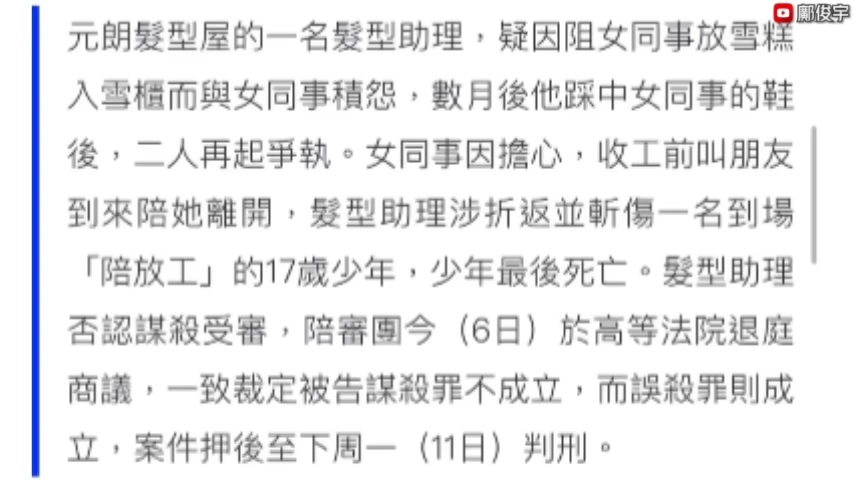 鄺俊宇
元朗髮型屋的一名髮型助理，疑因阻女同事放雪糕
入雪櫃而與女同事積怨，數月後他踩中女同事的鞋
後，二人再起爭執。女同事因擔心，收工前叫朋友
到來陪她離開，髮型助理涉折返並斬傷一名到場
「陪放工」的17歲少年，少年最後死亡。髮型助理
否認謀殺受審，陪審團今（6日）於高等法院退庭
商議，一致裁定被告謀殺罪不成立，而誤殺罪則成
立，案件押後至下周一（11日）判刑。